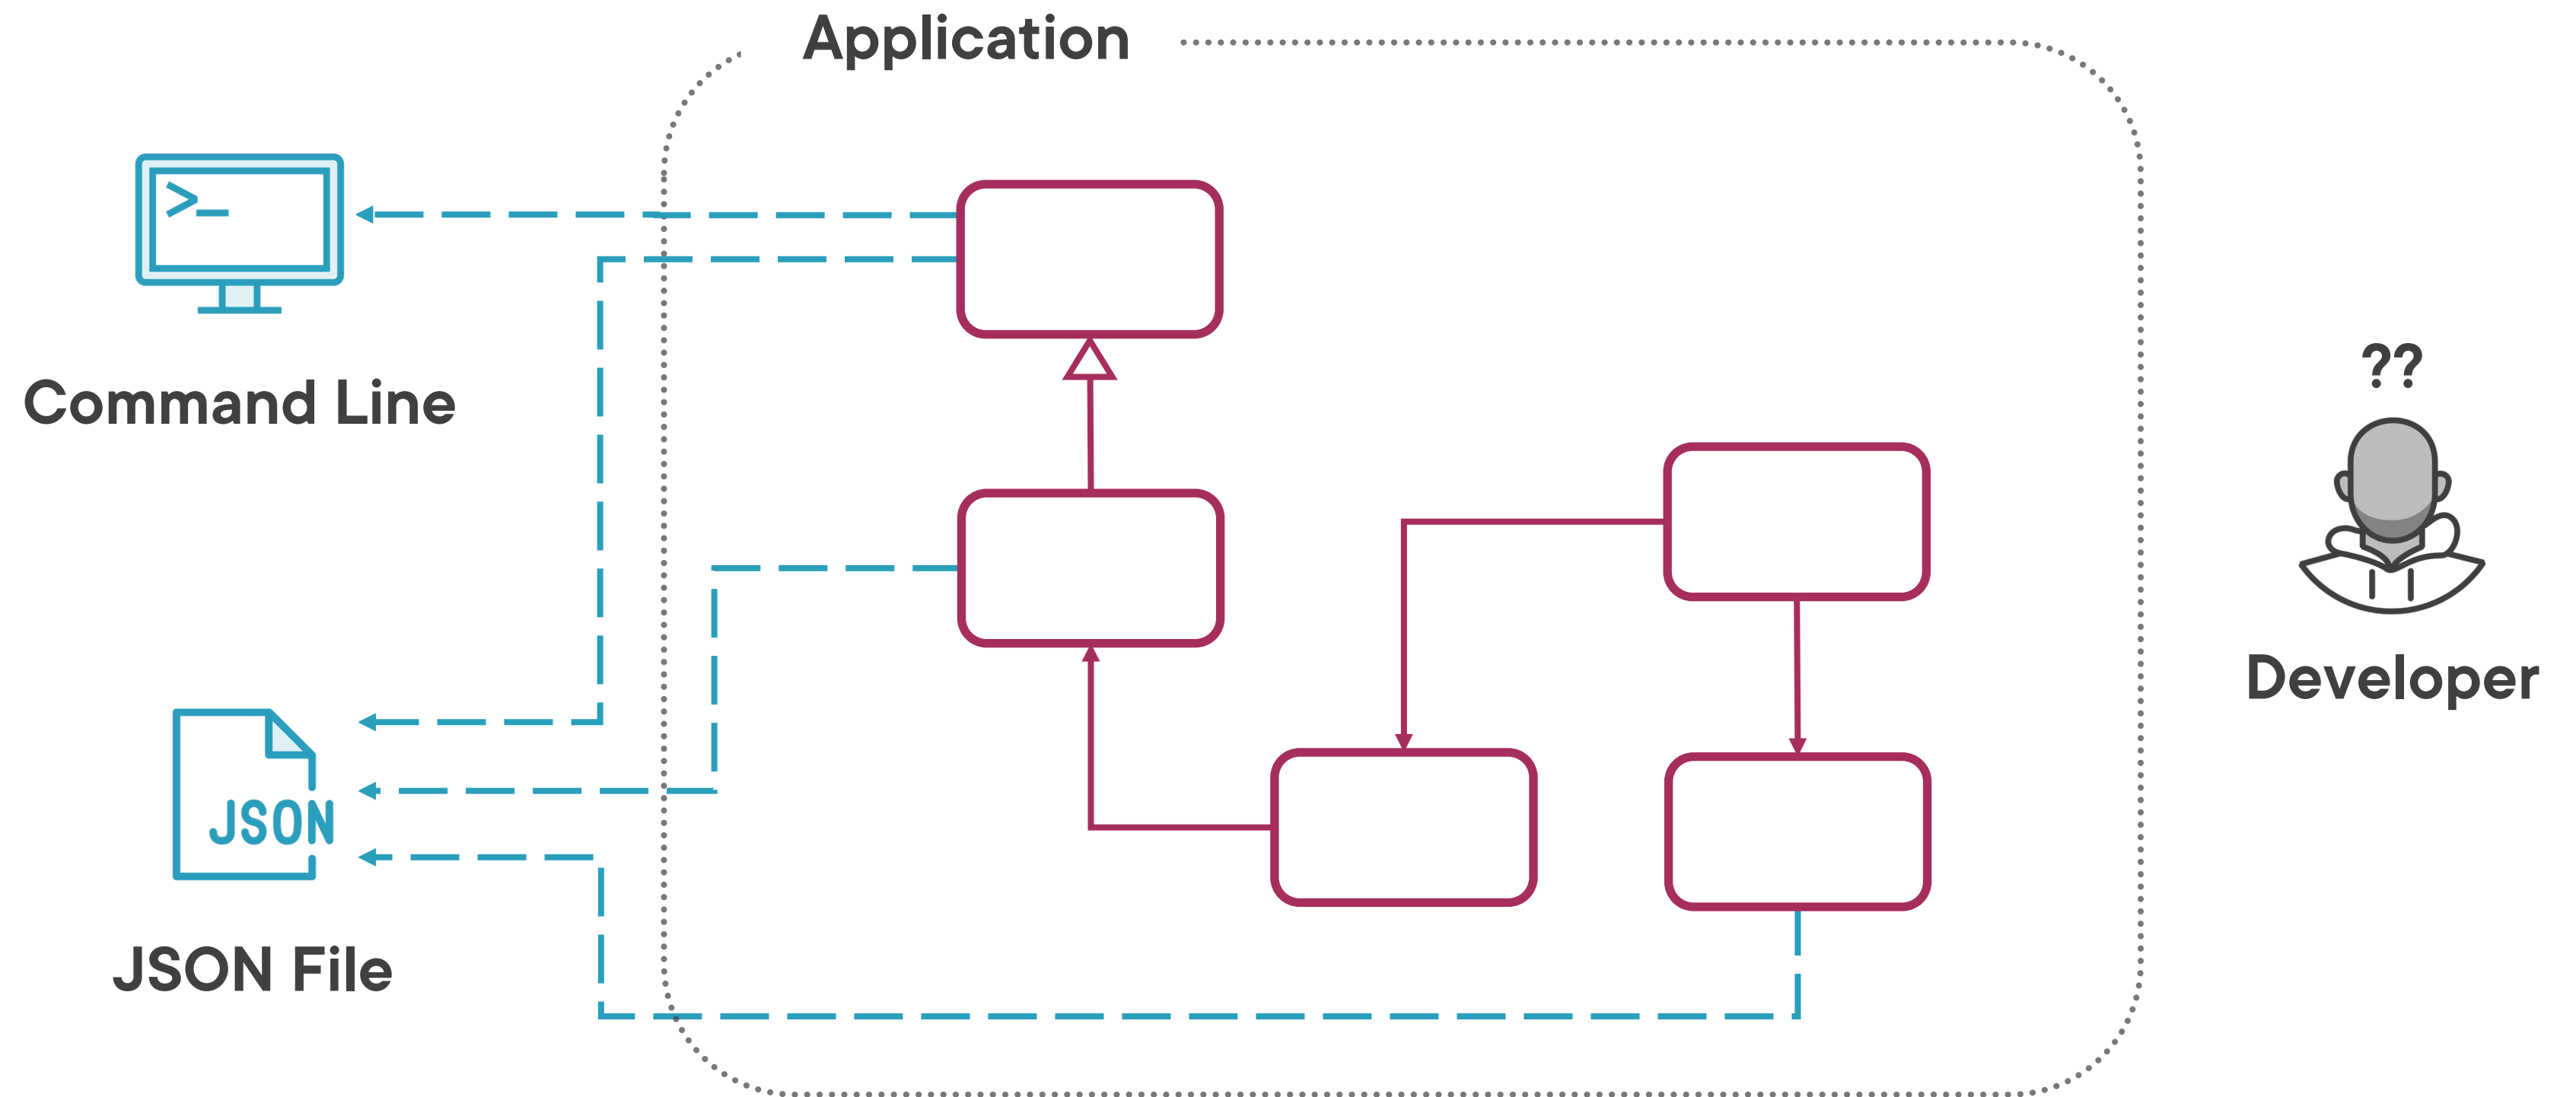 Application
>_
Command Line
??
Developer
JSON
JSON File